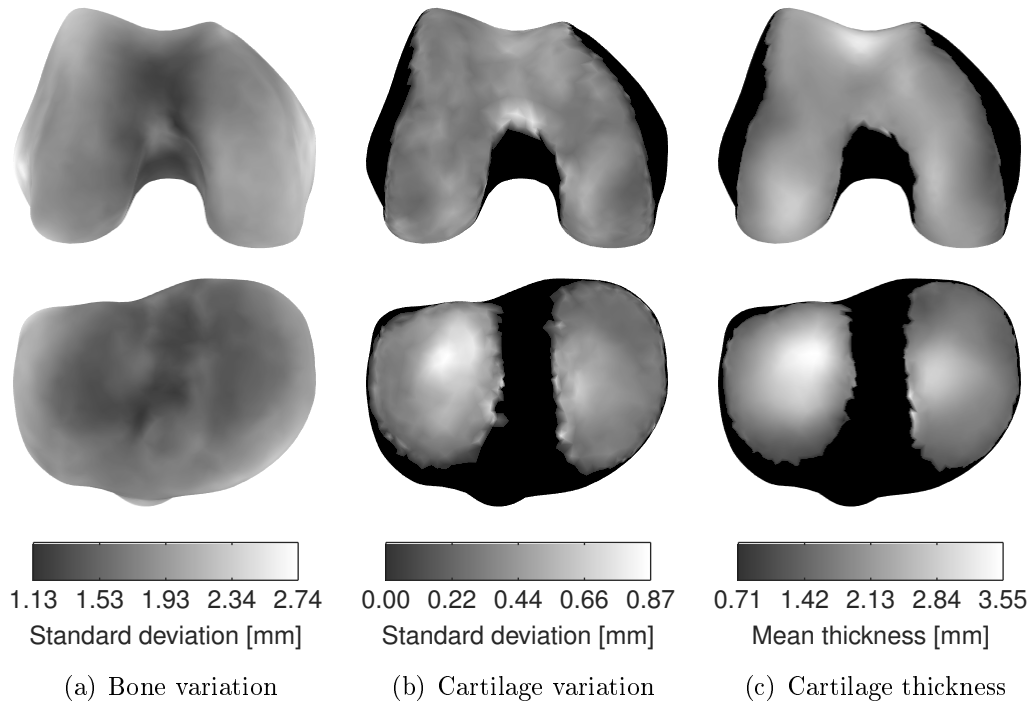 1.13 1.53 1.93 2.34 2.74
Standard deviation [mm]
(a) Bone variation
0.00 0.22 0.44 0.66 0.87
Standard deviation [mm]
(b) Cartilage variation
0.71 1.42 2.13 2.84 3.55
Mean thickness [mm]
(c) Cartilage thickness